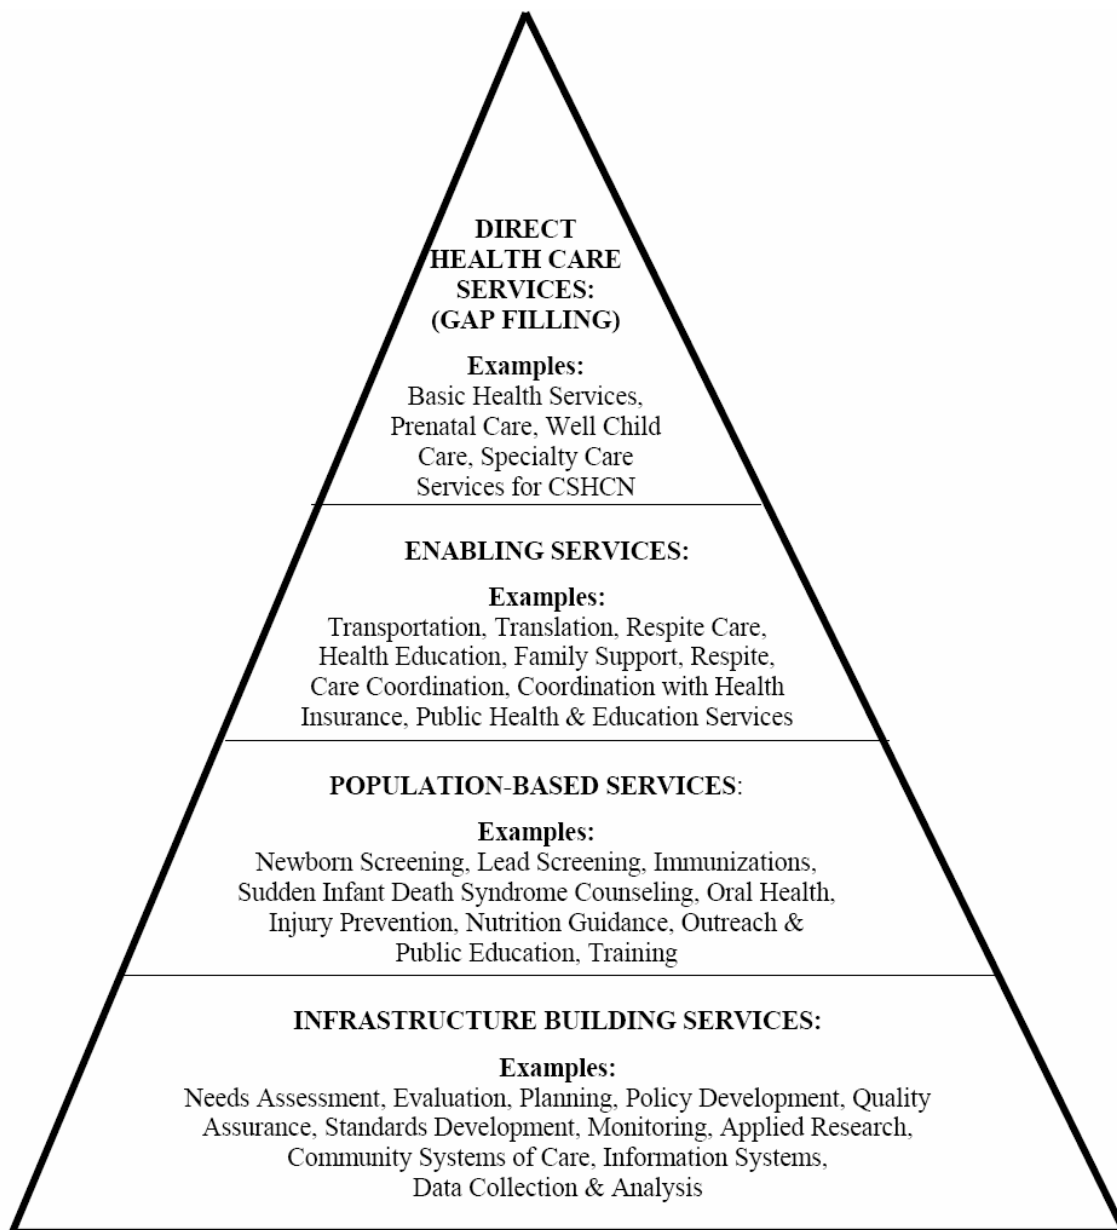 DIRECT
HEALTH CARE
SERVICES:
(GAP FILLING)
Examples:
Basic Health Services,
Prenatal Care, Well Child
Care, Specialty Care
Services for CSHCN
ENABLING SERVICES:
Examples:
Transportation, Translation, Respite Care,
Health Education, Family Support, Respite,
Care Coordination, Coordination with Health
Insurance, Public Health & Education Services
POPULATION-BASED SERVICES:
Examples:
Newborn Screening, Lead Screening, Immunizations,
Sudden Infant Death Syndrome Counseling, Oral Health,
Injury Prevention, Nutrition Guidance, Outreach &
Public Education, Training
INFRASTRUCTURE BUILDING SERVICES:
Examples:
Needs Assessment, Evaluation, Planning, Policy Development, Quality
Assurance, Standards Development, Monitoring, Applied Research,
Community Systems of Care, Information Systems,
Data Collection & Analysis